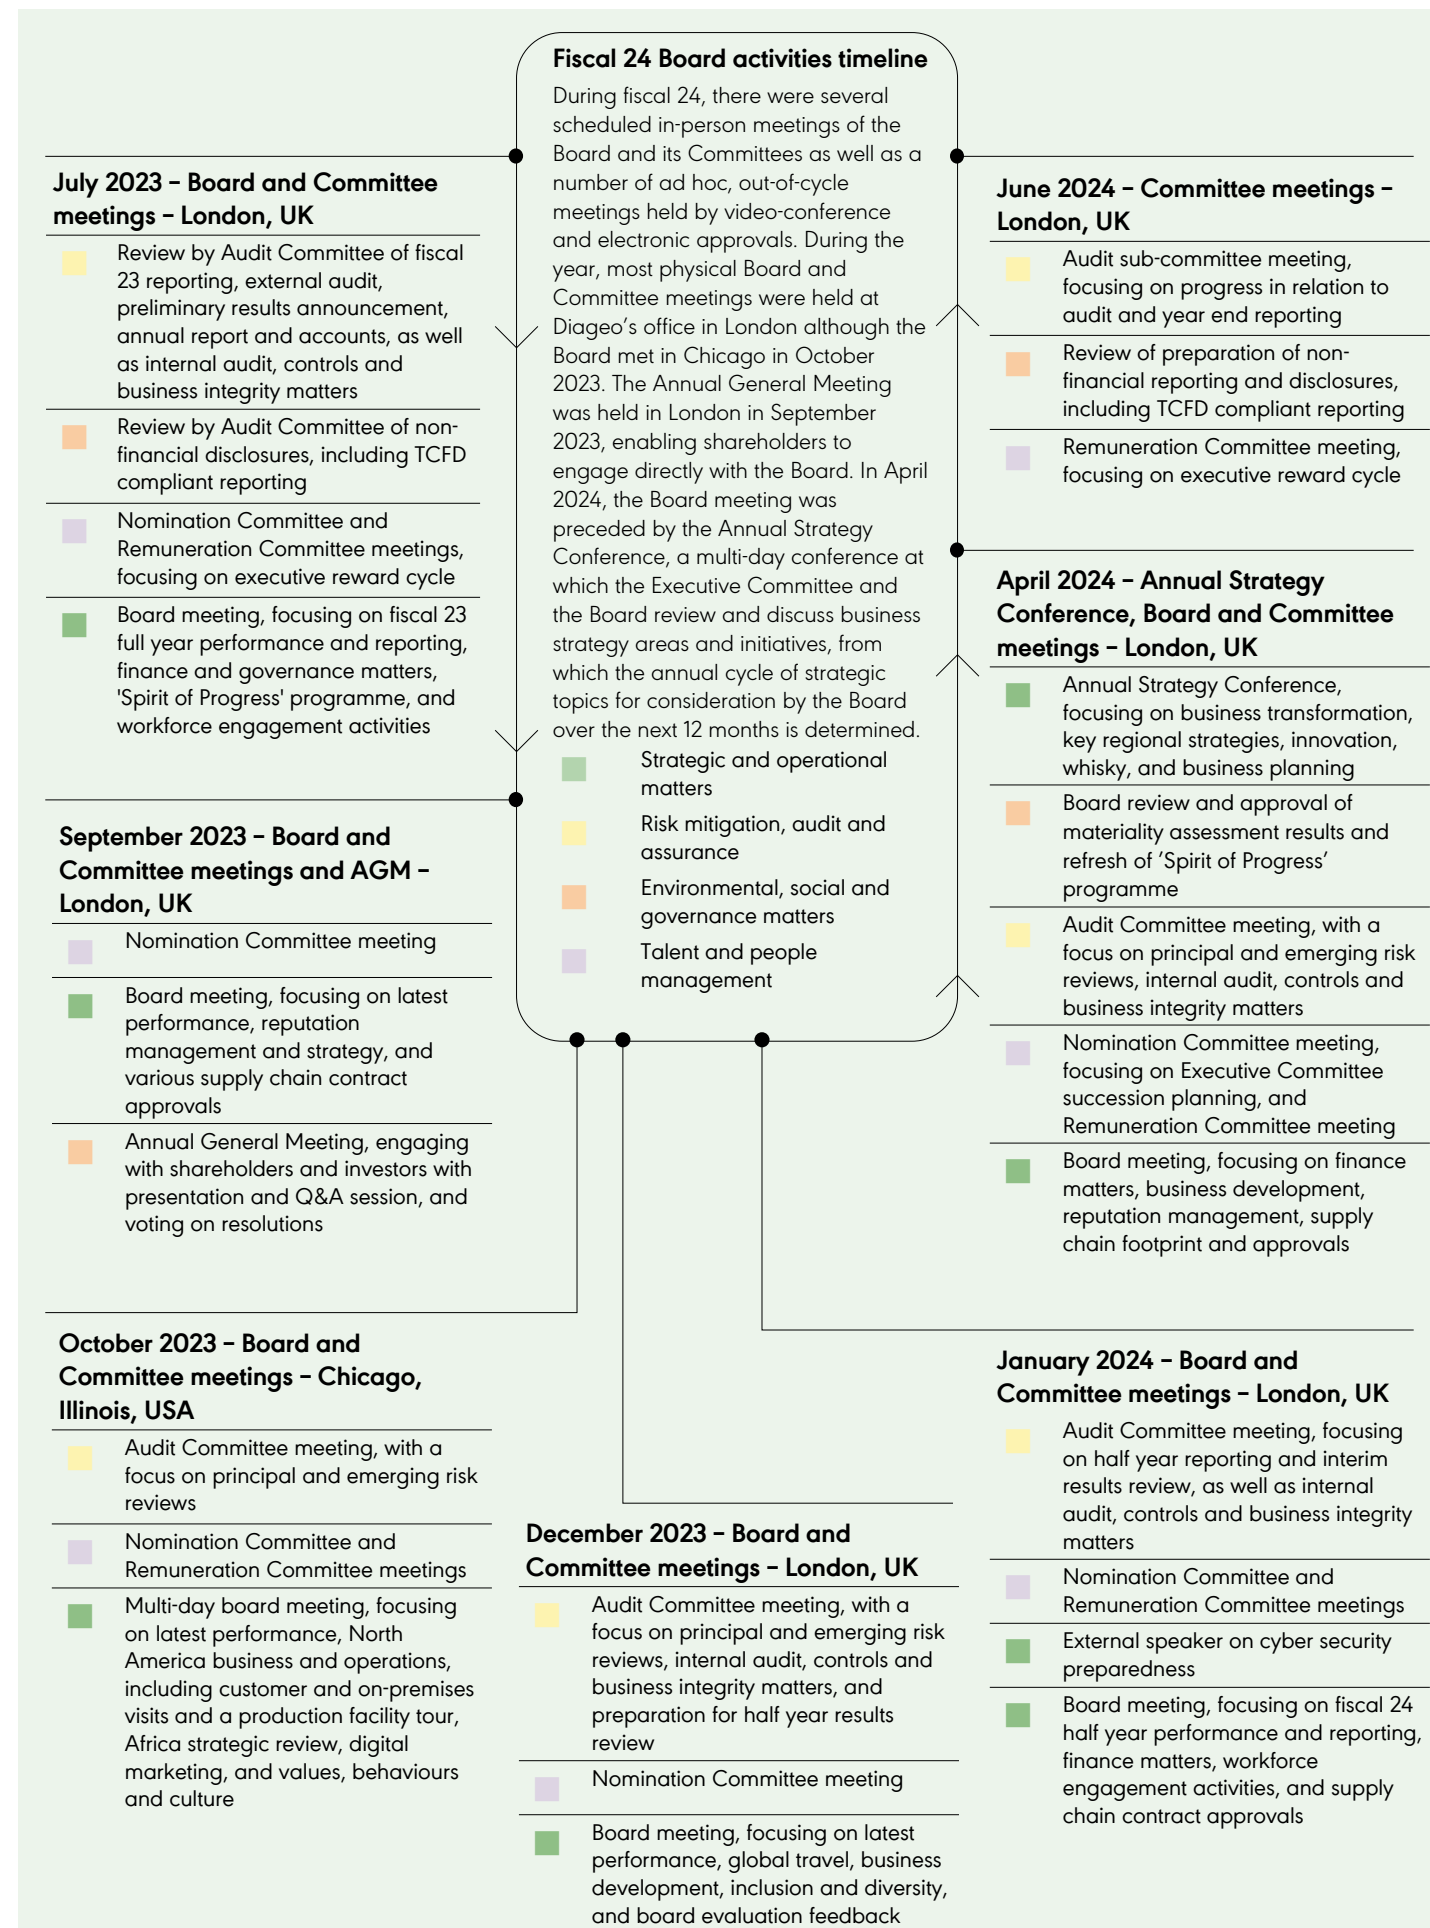 Fiscal 24 Board activities timeline
During fiscal 24, there were several
scheduled in-person meetings of the
Board and its Committees as well as a
number of ad hoc, out-of-cycle
meetings held by video-conference
and electronic approvals. During the
year, most physical Board and
Committee meetings were held at
Diageo's office in London although the
Board met in Chicago in October
2023. The Annual General Meeting
was held in London in September
2023, enabling shareholders to
engage directly with the Board. In April
2024, the Board meeting was
preceded by the Annual Strategy
Conference, a multi-day conference at
which the Executive Committee and
the Board review and discuss business
strategy areas and initiatives, from
which the annual cycle of strategic
topics for consideration by the Board
over the next 12 months is determined.
Strategic and operational
matters
Risk mitigation, audit and
assurance
Environmental, social and
governance matters
Talent and people
management
July 2023 – Board and Committee
meetings – London, UK
Review by Audit Committee of fiscal
23 reporting, external audit,
preliminary results announcement,
annual report and accounts, as well
as internal audit, controls and
business integrity matters
Review by Audit Committee of non-
financial disclosures, including TCFD
compliant reporting
Nomination Committee and
Remuneration Committee meetings,
focusing on executive reward cycle
Board meeting, focusing on fiscal 23
full year performance and reporting,
finance and governance matters,
'Spirit of Progress' programme, and
workforce engagement activities
September 2023 – Board and
Committee meetings and AGM –
London, UK
Nomination Committee meeting
Board meeting, focusing on latest
performance, reputation
management and strategy, and
various supply chain contract
approvals
Annual General Meeting, engaging
with shareholders and investors with
presentation and Q&A session, and
voting on resolutions
October 2023 – Board and
Committee meetings – Chicago,
Illinois, USA
Audit Committee meeting, with a
focus on principal and emerging risk
reviews
Nomination Committee and
Remuneration Committee meetings
Multi-day board meeting, focusing
on latest performance, North
America business and operations,
including customer and on-premises
visits and a production facility tour,
Africa strategic review, digital
marketing, and values, behaviours
and culture
December 2023 – Board and
Committee meetings – London, UK
Audit Committee meeting, with a
focus on principal and emerging risk
reviews, internal audit, controls and
business integrity matters, and
preparation for half year results
review
Nomination Committee meeting
Board meeting, focusing on latest
performance, global travel, business
development, inclusion and diversity,
and board evaluation feedback
January 2024 – Board and
Committee meetings – London, UK
Audit Committee meeting, focusing
on half year reporting and interim
results review, as well as internal
audit, controls and business integrity
matters
Nomination Committee and
Remuneration Committee meetings
External speaker on cyber security
preparedness
Board meeting, focusing on fiscal 24
half year performance and reporting,
finance matters, workforce
engagement activities, and supply
chain contract approvals
April 2024 – Annual Strategy
Conference, Board and Committee
meetings – London, UK
Annual Strategy Conference,
focusing on business transformation,
key regional strategies, innovation,
whisky, and business planning
Board review and approval of
materiality assessment results and
refresh of 'Spirit of Progress'
programme
Audit Committee meeting, with a
focus on principal and emerging risk
reviews, internal audit, controls and
business integrity matters
Nomination Committee meeting,
focusing on Executive Committee
succession planning, and
Remuneration Committee meeting
Board meeting, focusing on finance
matters, business development,
reputation management, supply
chain footprint and approvals
June 2024 – Committee meetings –
London, UK
Audit sub-committee meeting,
focusing on progress in relation to
audit and year end reporting
Review of preparation of non-
financial reporting and disclosures,
including TCFD compliant reporting
Remuneration Committee meeting,
focusing on executive reward cycle